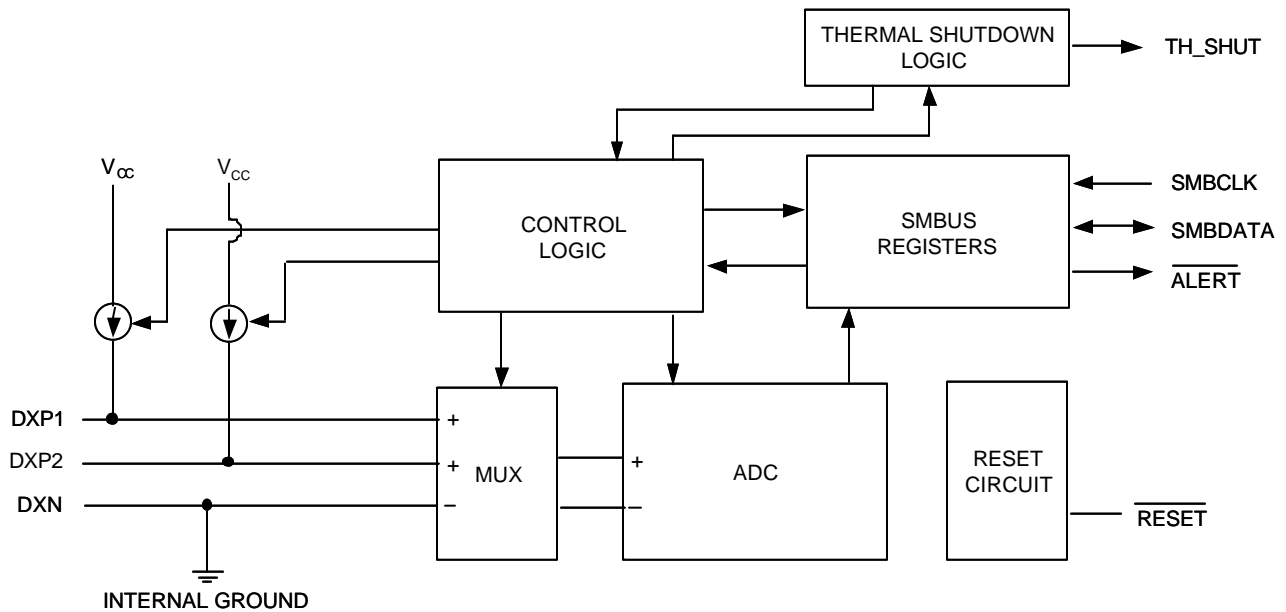 THERMAL SHUTDOWN
LOGIC
TH_SHUT
VCC
VCC
CONTROL
LOGIC
SMBUS
REGISTERS
SMBCLK
SMBDATA
ALERT
DXP1
DXP2
DXN
+
+
−
MUX
+
−
ADC
RESET
CIRCUIT
RESET
INTERNAL GROUND